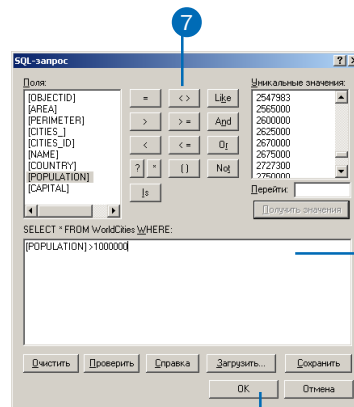 7
SQL-запрос
Поля:
Уникальные значения:
[OBJECTID]
[AREA]
[PERIMETER]
[CITIES_]
[CITIES_ID]
[NAME]
[COUNTRY]
[POPULATION]
[CAPITAL]
= <> Like
> >= And
< <= Or
? * () Not
Is
2547983
2565000
2600000
2625000
2670000
2675000
2727300
2750000
Перейти:
Получить значения
SELECT * FROM WorldCities WHERE:
[POPULATION] >1000000
Очистить Проверить Справка Загрузить... Сохранить
OK Отмена